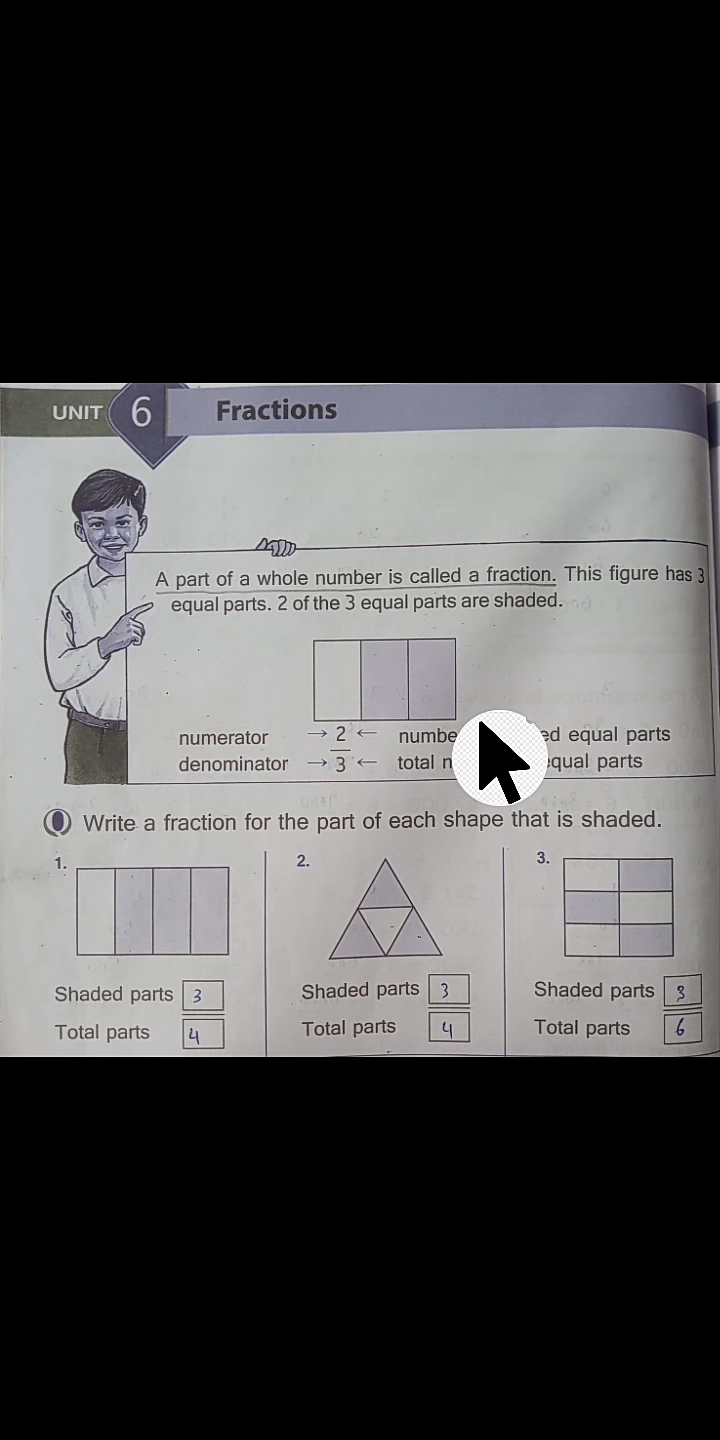 UNIT 6 Fractions
A part of a whole number is called a fraction. This figure has 3
equal parts. 2 of the 3 equal parts are shaded.
numerator → 2 ← equal parts
denominator → 3 ← total equal parts
Write a fraction for the part of each shape that is shaded.
1. 2. 3.
Shaded parts 3 Shaded parts 3 Shaded parts 3
Total parts 4 Total parts 4 Total parts 6